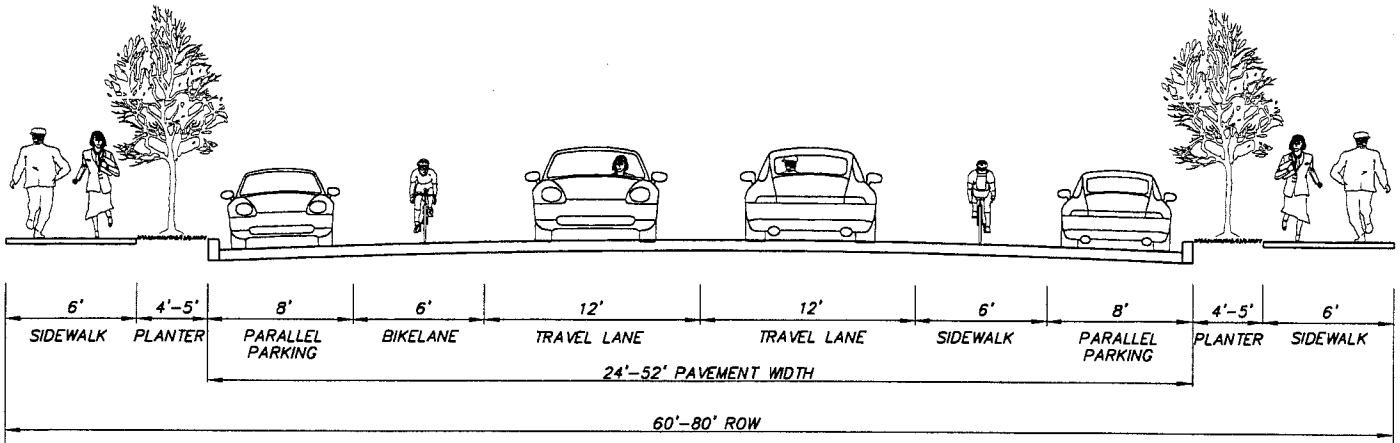 6' 4'-5' 8' 6' 12' 12' 6' 8' 4'-5' 6'
SIDEWALK PLANTER PARALLEL PARKING BIKELANE TRAVEL LANE TRAVEL LANE SIDEWALK PARALLEL PARKING PLANTER SIDEWALK
24'-52' PAVEMENT WIDTH
60'-80' ROW